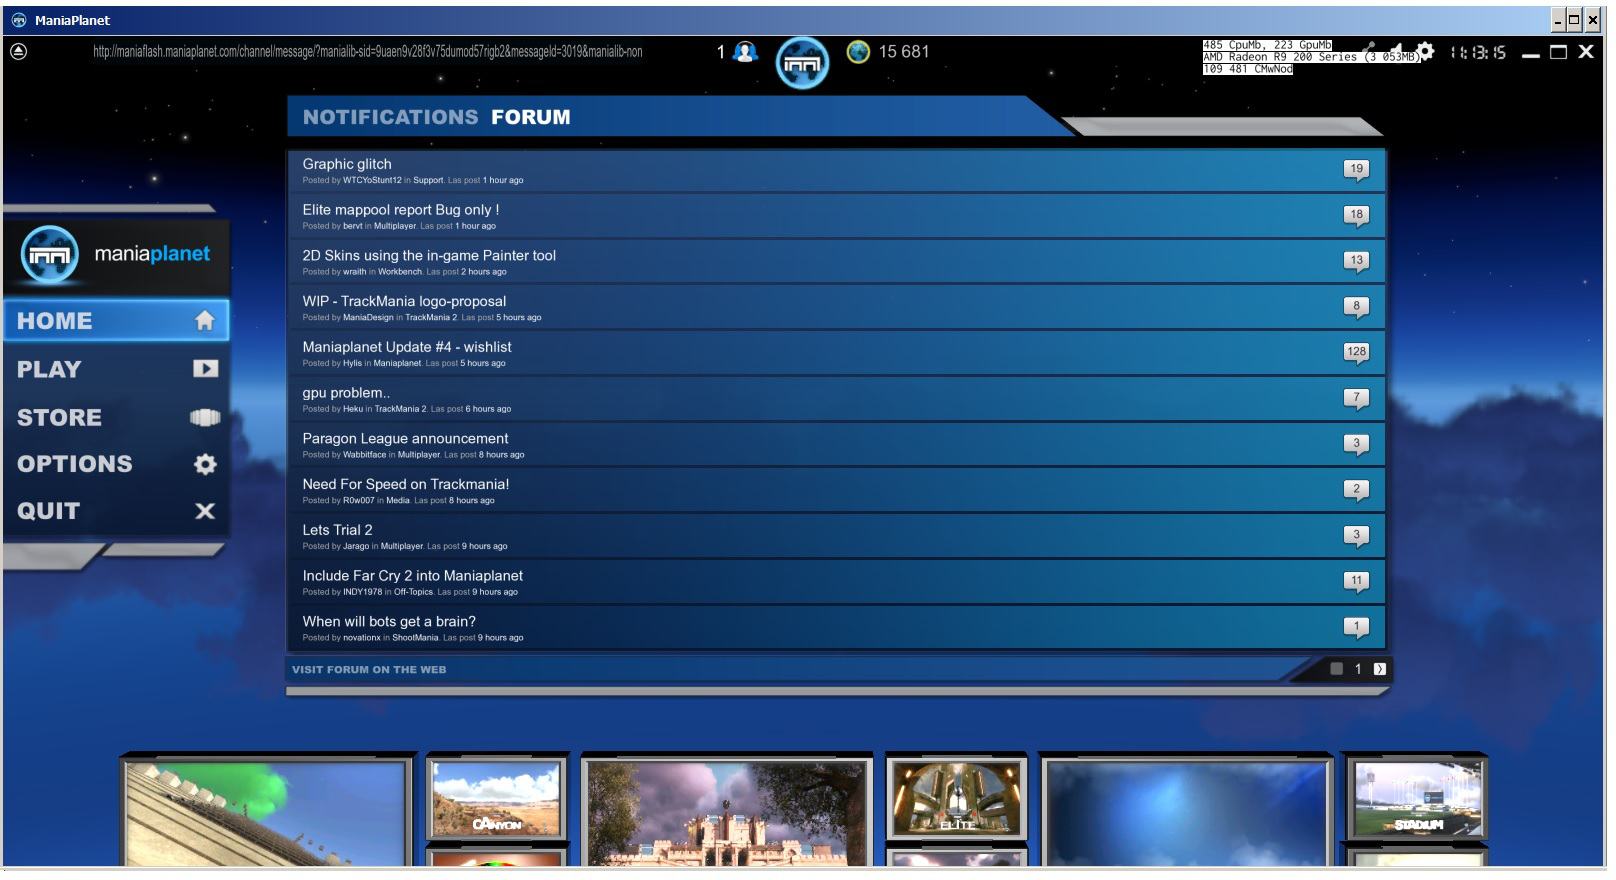 ManiaPlanet
http://maniaflash.maniaplanet.com/channel/message/?manialib-sid=9uaen9v28f3v75dumod57rigb2&messageId=3019&manialib-non
1
15 681
485 CpuMb, 223 GpuMb
AMD Radeon R9 200 Series (3 053MB)
109 481 CMwNod
11:13:15
NOTIFICATIONS FORUM
maniaplanet
HOME
PLAY
STORE
OPTIONS
QUIT
Graphic glitch
Posted by WTCYoStunt12 in Support. Las post 1 hour ago
19
Elite mappool report Bug only !
Posted by bervt in Multiplayer. Las post 1 hour ago
18
2D Skins using the in-game Painter tool
Posted by wraith in Workbench. Las post 2 hours ago
13
WIP - TrackMania logo-proposal
Posted by ManiaDesign in TrackMania 2. Las post 5 hours ago
8
Maniaplanet Update #4 - wishlist
Posted by Hylis in Maniaplanet. Las post 5 hours ago
128
gpu problem..
Posted by Heku in TrackMania 2. Las post 6 hours ago
7
Paragon League announcement
Posted by Wabbitface in Multiplayer. Las post 8 hours ago
3
Need For Speed on Trackmania!
Posted by R0w007 in Media. Las post 8 hours ago
2
Lets Trial 2
Posted by Jarago in Multiplayer. Las post 9 hours ago
3
Include Far Cry 2 into Maniaplanet
Posted by INDY1978 in Off-Topics. Las post 9 hours ago
11
When will bots get a brain?
Posted by novationx in ShootMania. Las post 9 hours ago
1
VISIT FORUM ON THE WEB
1
CANYON
ELITE
STADIUM